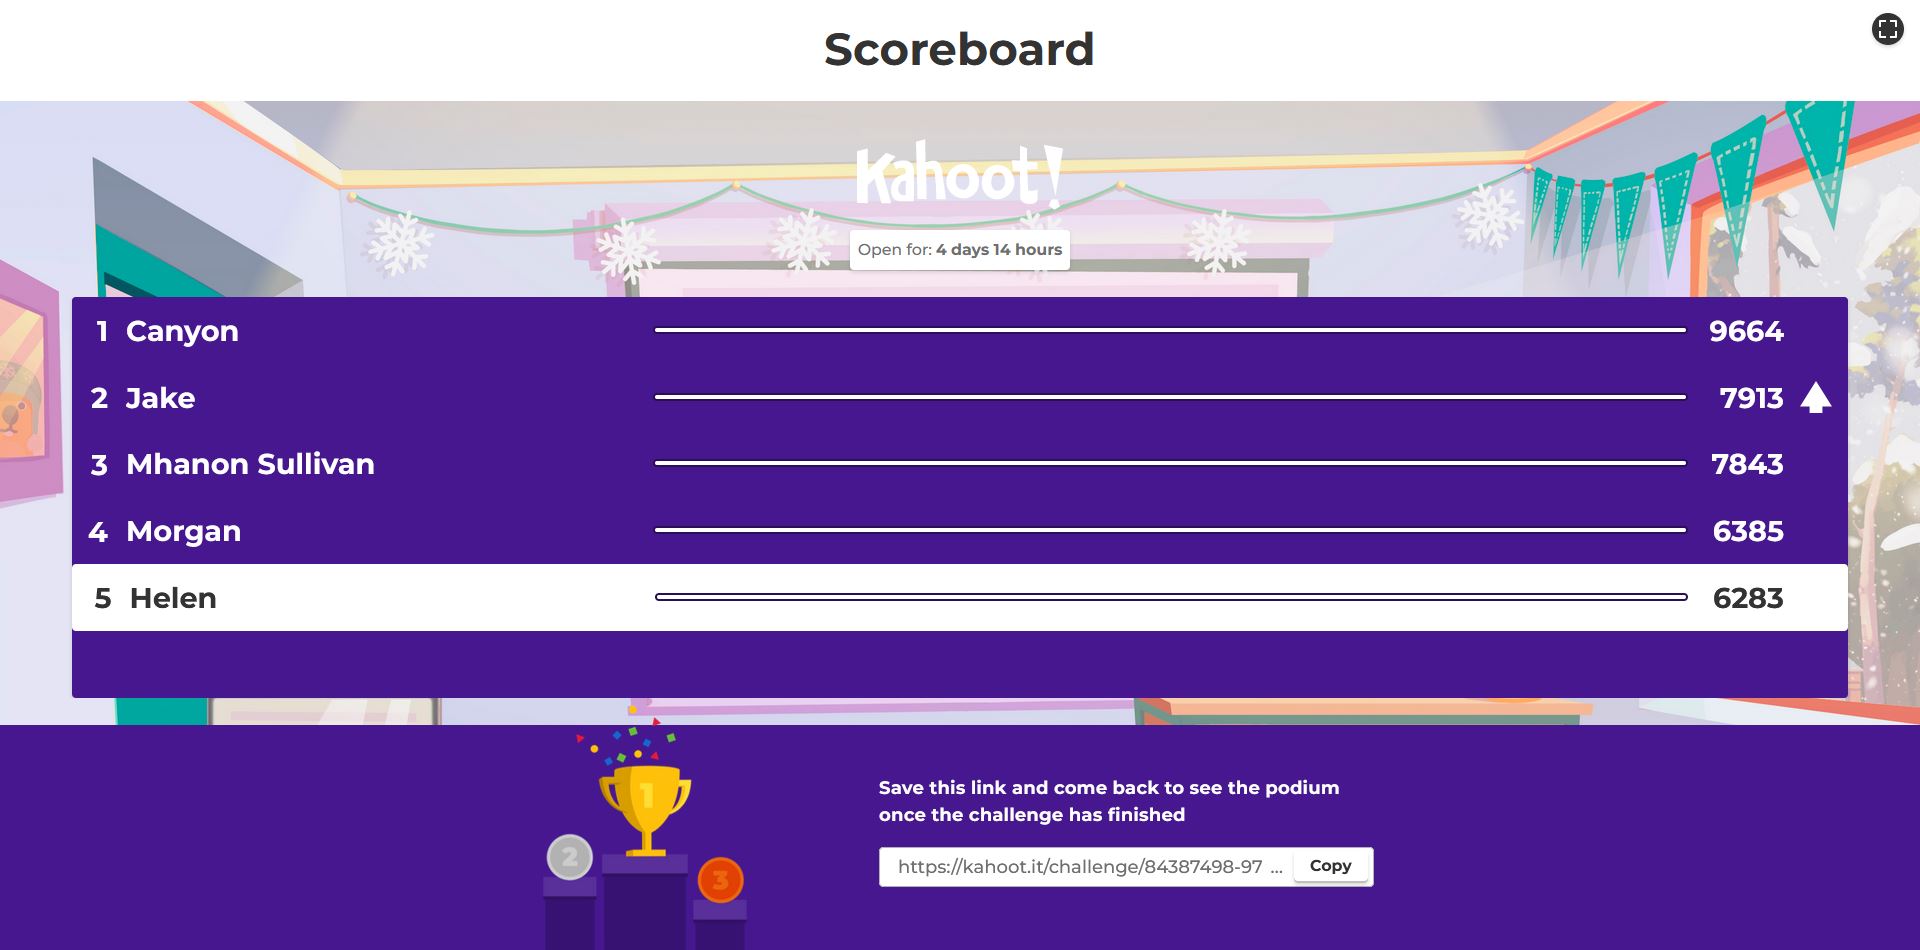 Scoreboard
Kahoot!
Open for: 4 days 14 hours
1 Canyon 9664
2 Jake 7913
3 Mhanon Sullivan 7843
4 Morgan 6385
5 Helen 6283
1
2
3
Save this link and come back to see the podium
once the challenge has finished
https://kahoot.it/challenge/84387498-97 ... Copy